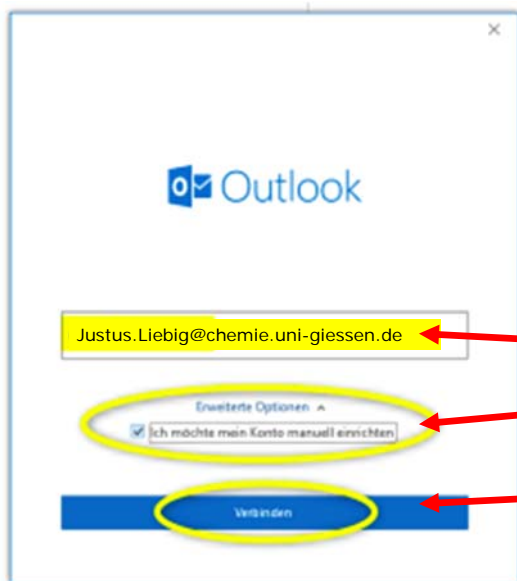 Outlook
Justus.Liebig@chemie.uni-giessen.de
Erweiterte Optionen
Ich möchte mein Konto manuell einrichten
Verbinden